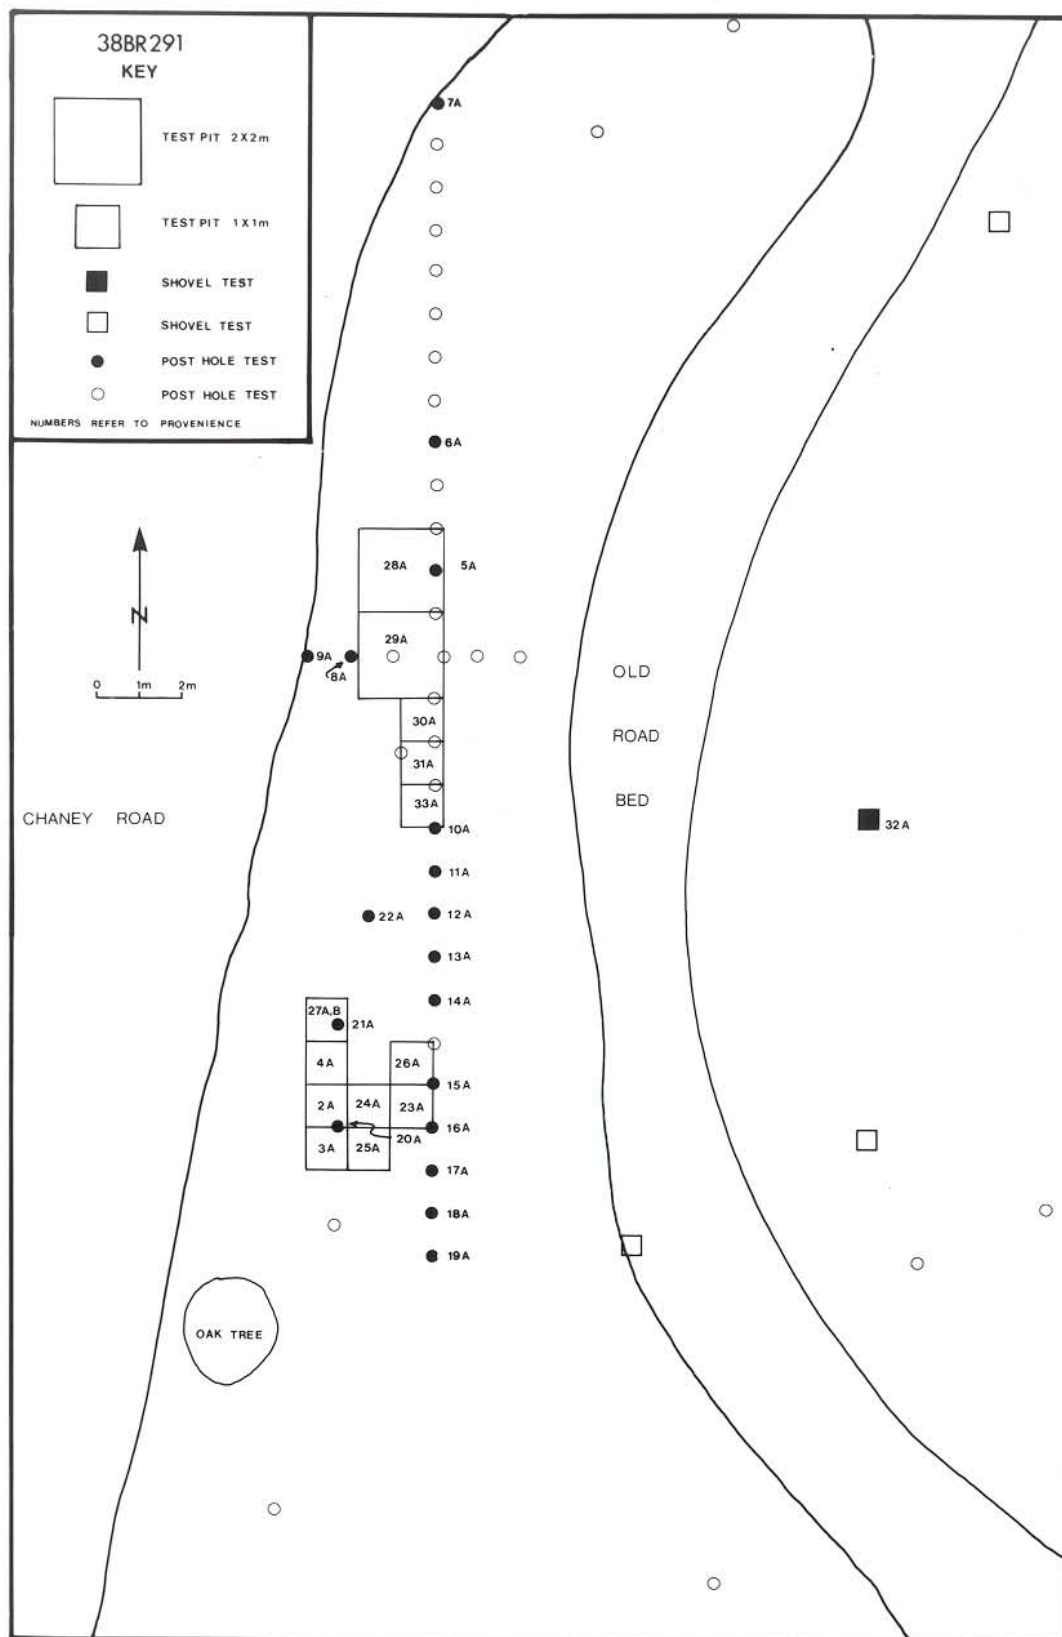 38BR291
KEY
TEST PIT 2X2m
TEST PIT 1X1m
SHOVEL TEST
SHOVEL TEST
POST HOLE TEST
POST HOLE TEST
NUMBERS REFER TO PROVENIENCE
7A
6A
28A
5A
N
29A
9A
8A
0 1m 2m
OLD
ROAD
BED
30A
31A
33A
CHANEY ROAD
10A
32A
11A
22A
12A
13A
14A
27A,B
21A
4A
26A
15A
2A
24A
23A
16A
20A
3A
25A
17A
18A
19A
OAK TREE